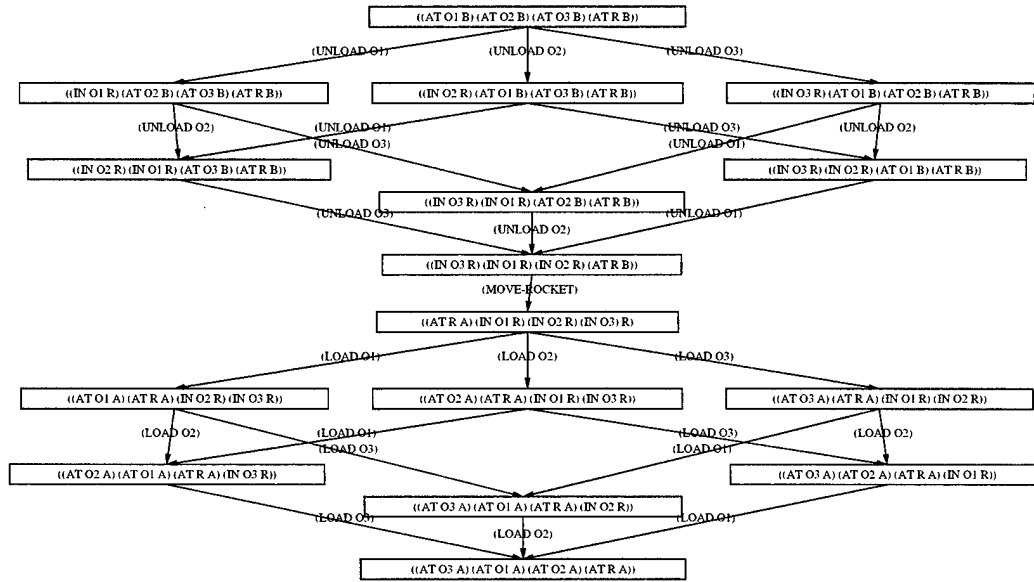 ((AT O1 B) (AT O2 B) (AT O3 B) (AT R B))
(UNLOAD O1) (UNLOAD O2) (UNLOAD O3)
((IN O1 R) (AT O2 B) (AT O3 B) (AT R B)) ((IN O2 R) (AT O1 B) (AT O3 B) (AT R B)) ((IN O3 R) (AT O1 B) (AT O2 B) (AT R B))
(UNLOAD O2) (UNLOAD O1) (UNLOAD O3) (UNLOAD O2)
(UNLOAD O3) (UNLOAD O1)
((IN O2 R) (IN O1 R) (AT O3 B) (AT R B)) ((IN O3 R) (IN O2 R) (AT O1 B) (AT R B))
((IN O3 R) (IN O1 R) (AT O2 B) (AT R B))
(UNLOAD O3) (UNLOAD O2) (UNLOAD O1)
((IN O3 R) (IN O1 R) (IN O2 R) (AT R B))
(MOVE-ROCKET)
((AT R A) (IN O1 R) (IN O2 R) (IN O3) R)
(LOAD O1) (LOAD O2) (LOAD O3)
((AT O1 A) (AT R A) (IN O2 R) (IN O3 R)) ((AT O2 A) (AT R A) (IN O1 R) (IN O3 R)) ((AT O3 A) (AT R A) (IN O1 R) (IN O2 R))
(LOAD O2) (LOAD O1) (LOAD O3) (LOAD O2)
(LOAD O3) (LOAD O1)
((AT O2 A) (AT O1 A) (AT R A) (IN O3 R)) ((AT O3 A) (AT O2 A) (AT R A) (IN O1 R))
((AT O3 A) (AT O1 A) (AT R A) (IN O2 R))
(LOAD O3) (LOAD O2) (LOAD O1)
((AT O3 A) (AT O1 A) (AT O2 A) (AT R A))